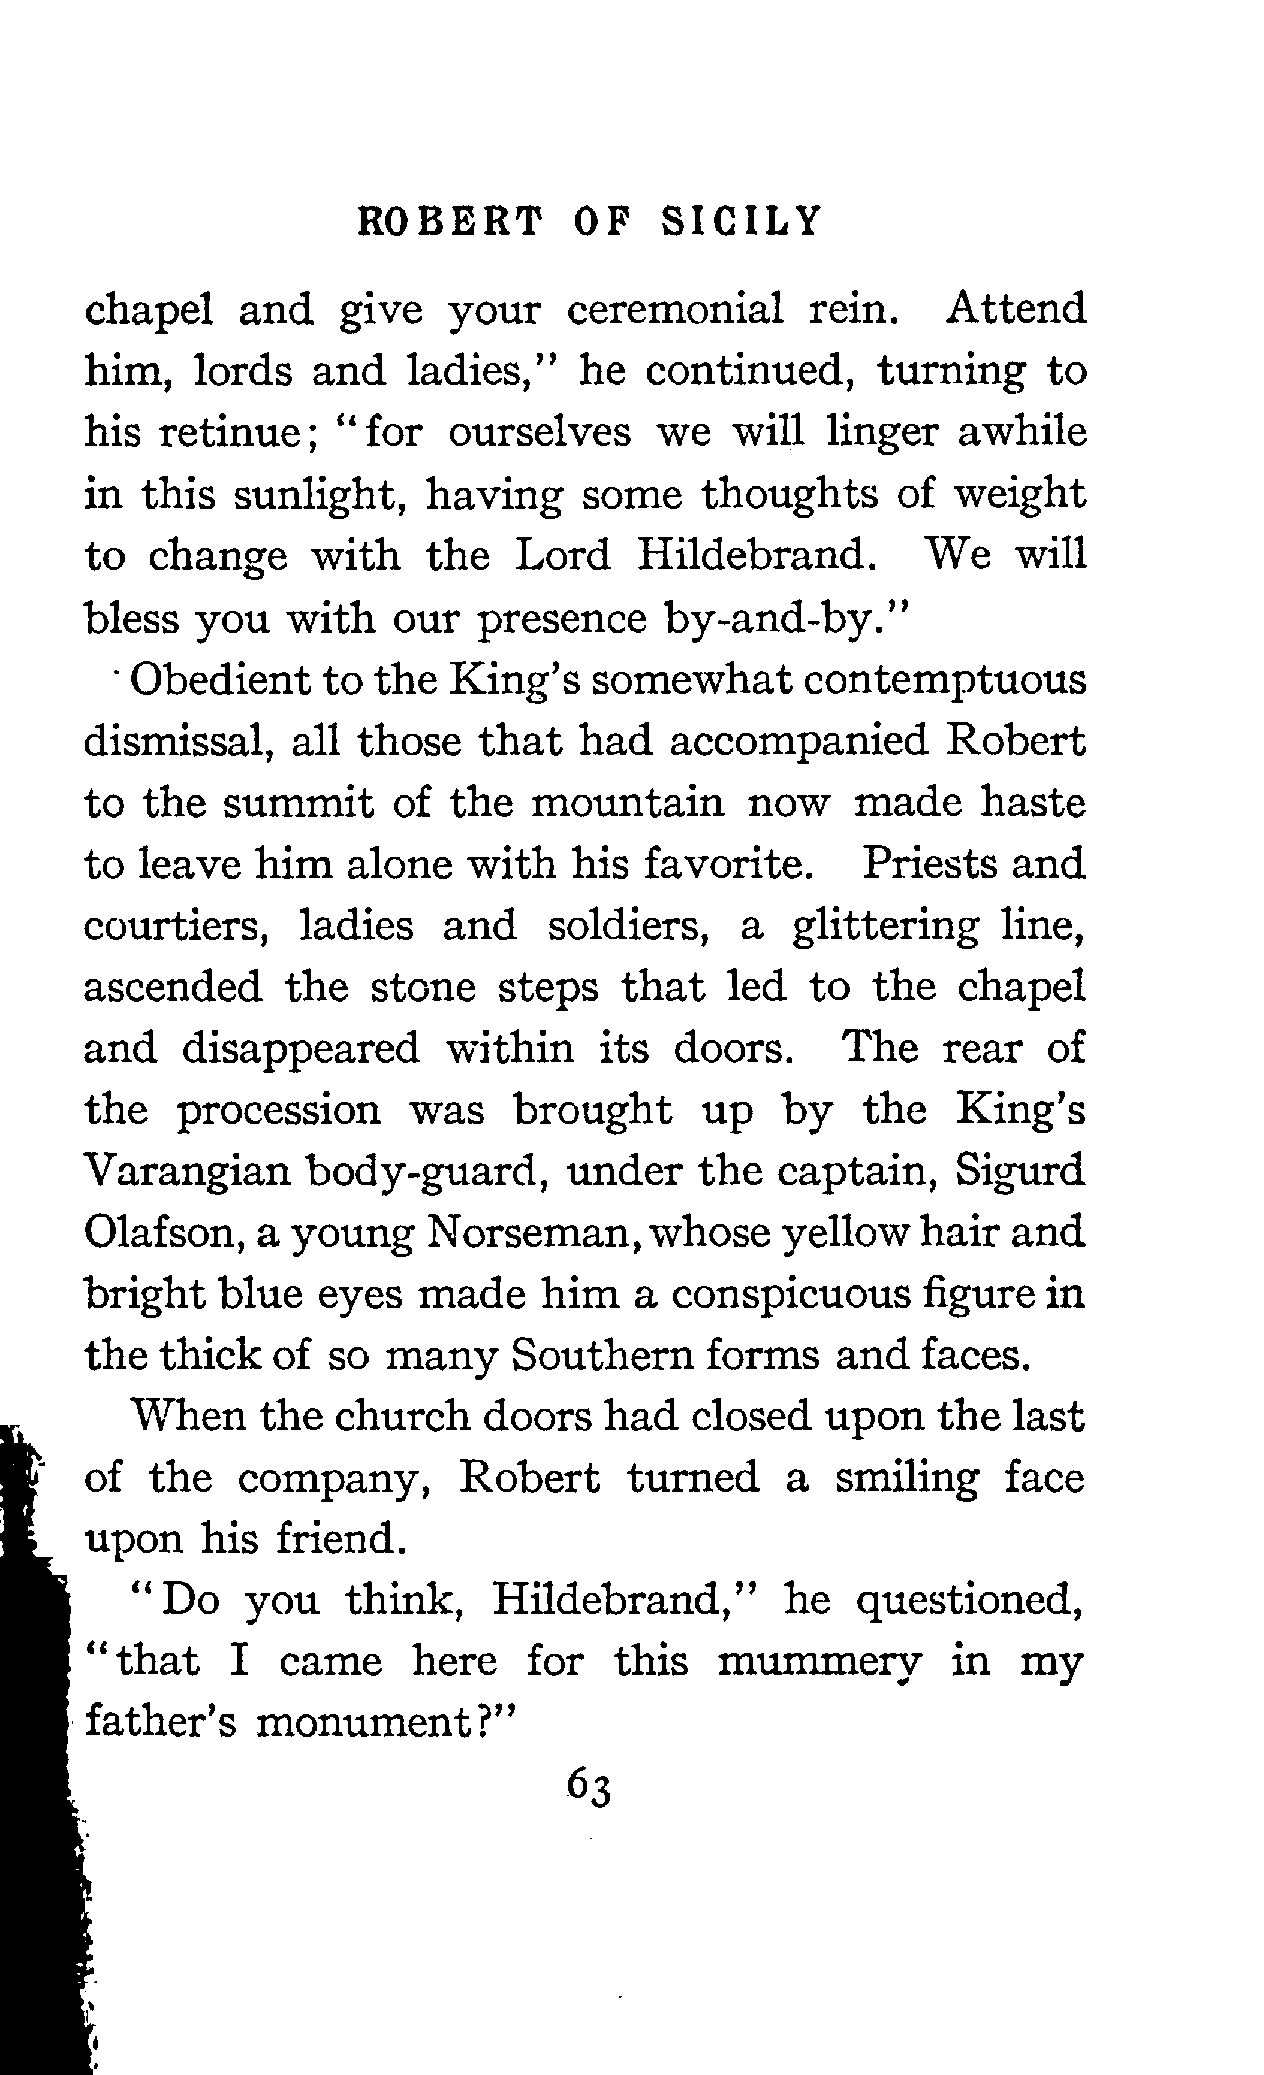 ROBERT OF SICILY
chapel and give your ceremonial rein. Attend
him, lords and ladies," he continued, turning to
his retinue; "for ourselves we will linger awhile
in this sunlight, having some thoughts of weight
to change with the Lord Hildebrand. We will
bless you with our presence by-and-by."
Obedient to the King's somewhat contemptuous
dismissal, all those that had accompanied Robert
to the summit of the mountain now made haste
to leave him alone with his favorite. Priests and
courtiers, ladies and soldiers, a glittering line,
ascended the stone steps that led to the chapel
and disappeared within its doors. The rear of
the procession was brought up by the King's
Varangian body-guard, under the captain, Sigurd
Olafson, a young Norseman, whose yellow hair and
bright blue eyes made him a conspicuous figure in
the thick of so many Southern forms and faces.
When the church doors had closed upon the last
of the company, Robert turned a smiling face
upon his friend.
"Do you think, Hildebrand," he questioned,
"that I came here for this mummery in my
father's monument?"
63